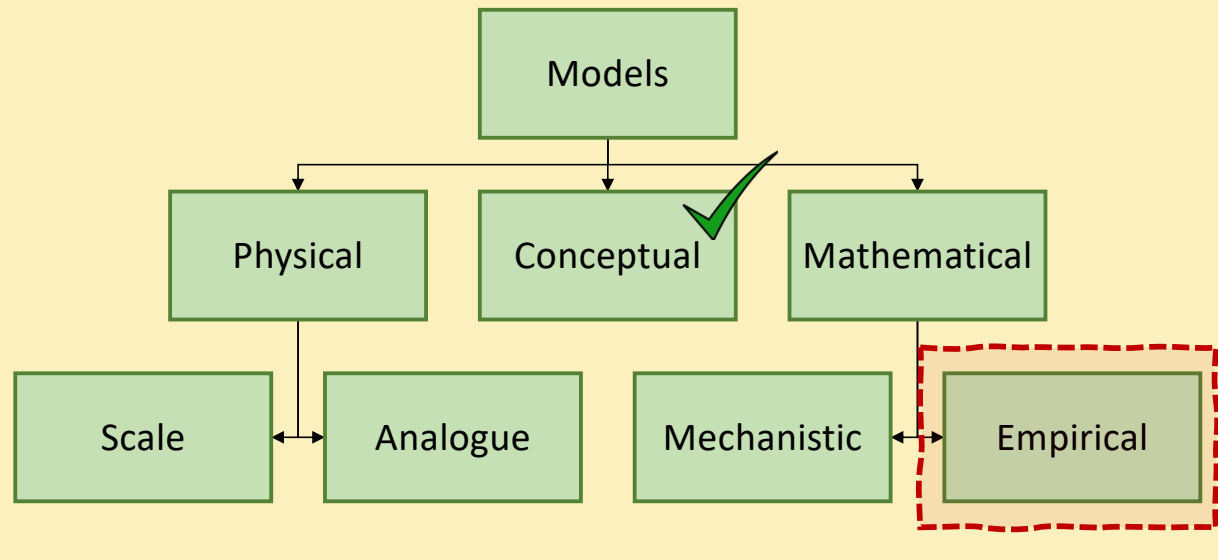 Models
Physical
Conceptual
Mathematical
Scale
Analogue
Mechanistic
Empirical